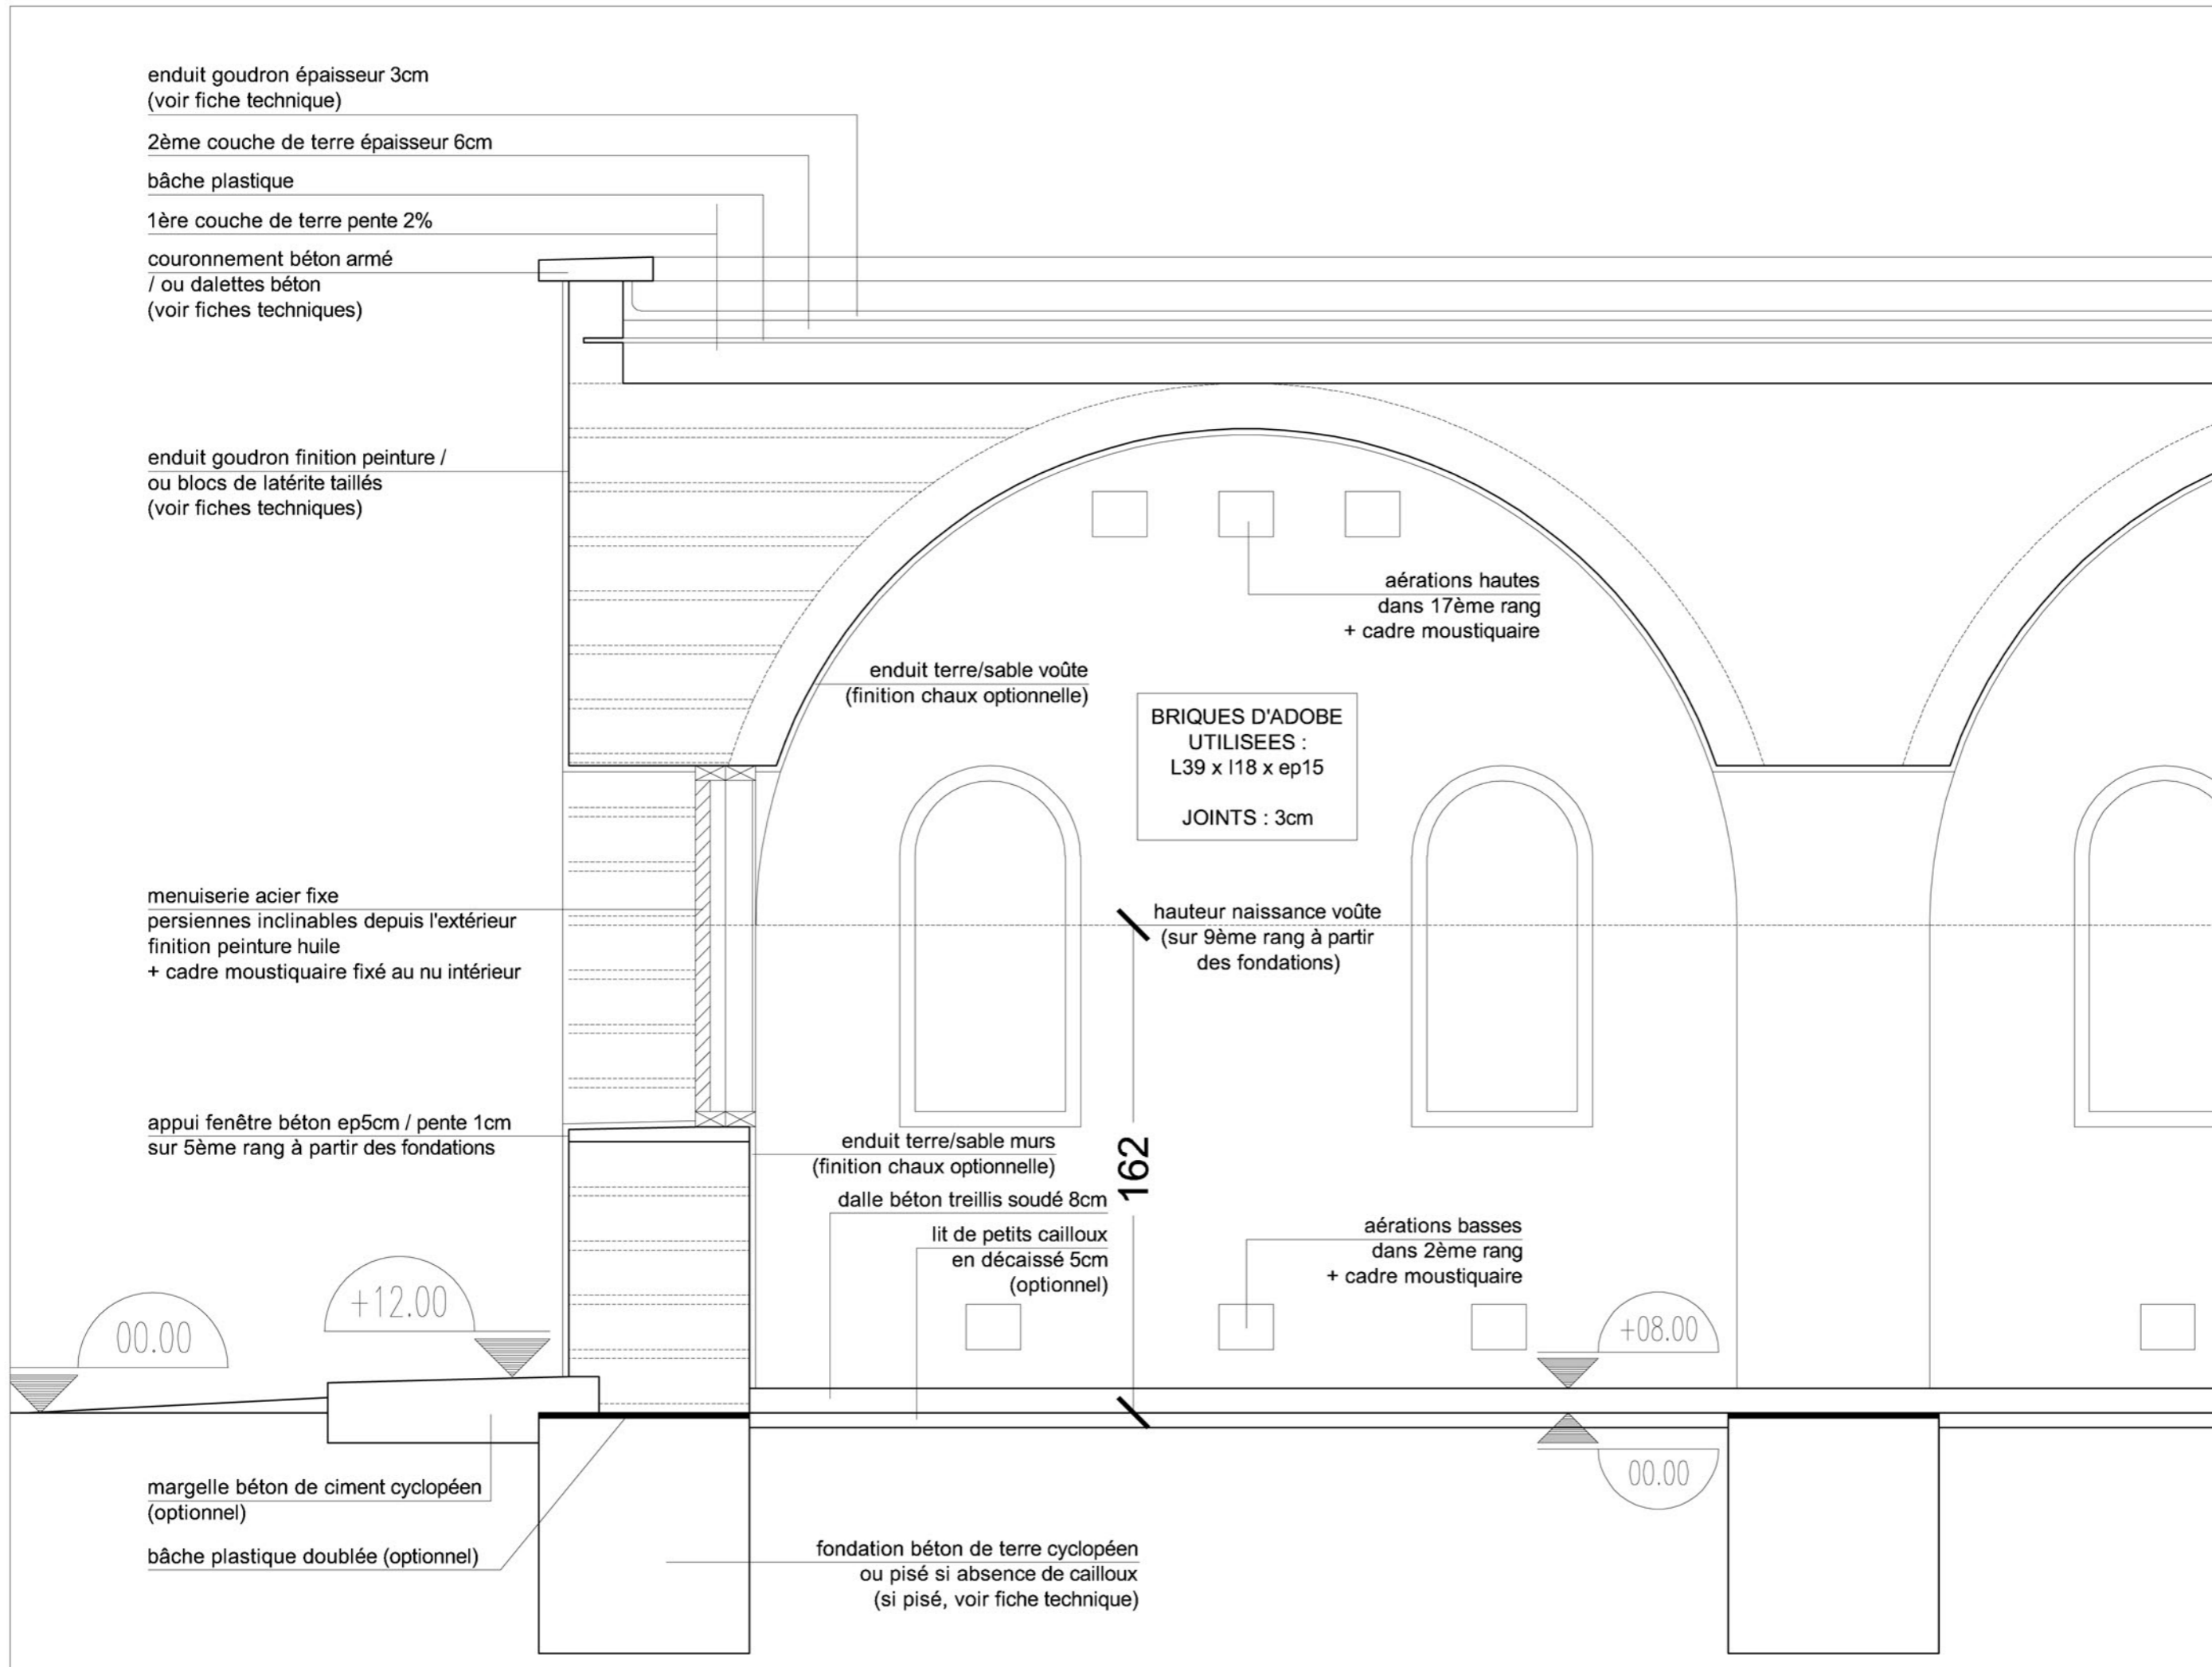 enduit goudron épaisseur 3cm
(voir fiche technique)
2ème couche de terre épaisseur 6cm
bâche plastique
1ère couche de terre pente 2%
couronnement béton armé
/ ou dalettes béton
(voir fiches techniques)
enduit goudron finition peinture /
ou blocs de latérite taillés
(voir fiches techniques)
aérations hautes
dans 17ème rang
+ cadre moustiquaire
enduit terre/sable voûte
(finition chaux optionnelle)
BRIQUES D'ADOBE
UTILISEES :
L39 x l18 x ep15
JOINTS : 3cm
menuiserie acier fixe
persiennes inclinables depuis l'extérieur
finition peinture huile
+ cadre moustiquaire fixé au nu intérieur
hauteur naissance voûte
(sur 9ème rang à partir
des fondations)
appui fenêtre béton ep5cm / pente 1cm
sur 5ème rang à partir des fondations
enduit terre/sable murs
(finition chaux optionnelle)
162
dalle béton treillis soudé 8cm
lit de petits cailloux
en décaissé 5cm
(optionnel)
aérations basses
dans 2ème rang
+ cadre moustiquaire
00.00
+12.00
+08.00
00.00
margelle béton de ciment cyclopéen
(optionnel)
bâche plastique doublée (optionnel)
fondation béton de terre cyclopéen
ou pisé si absence de cailloux
(si pisé, voir fiche technique)